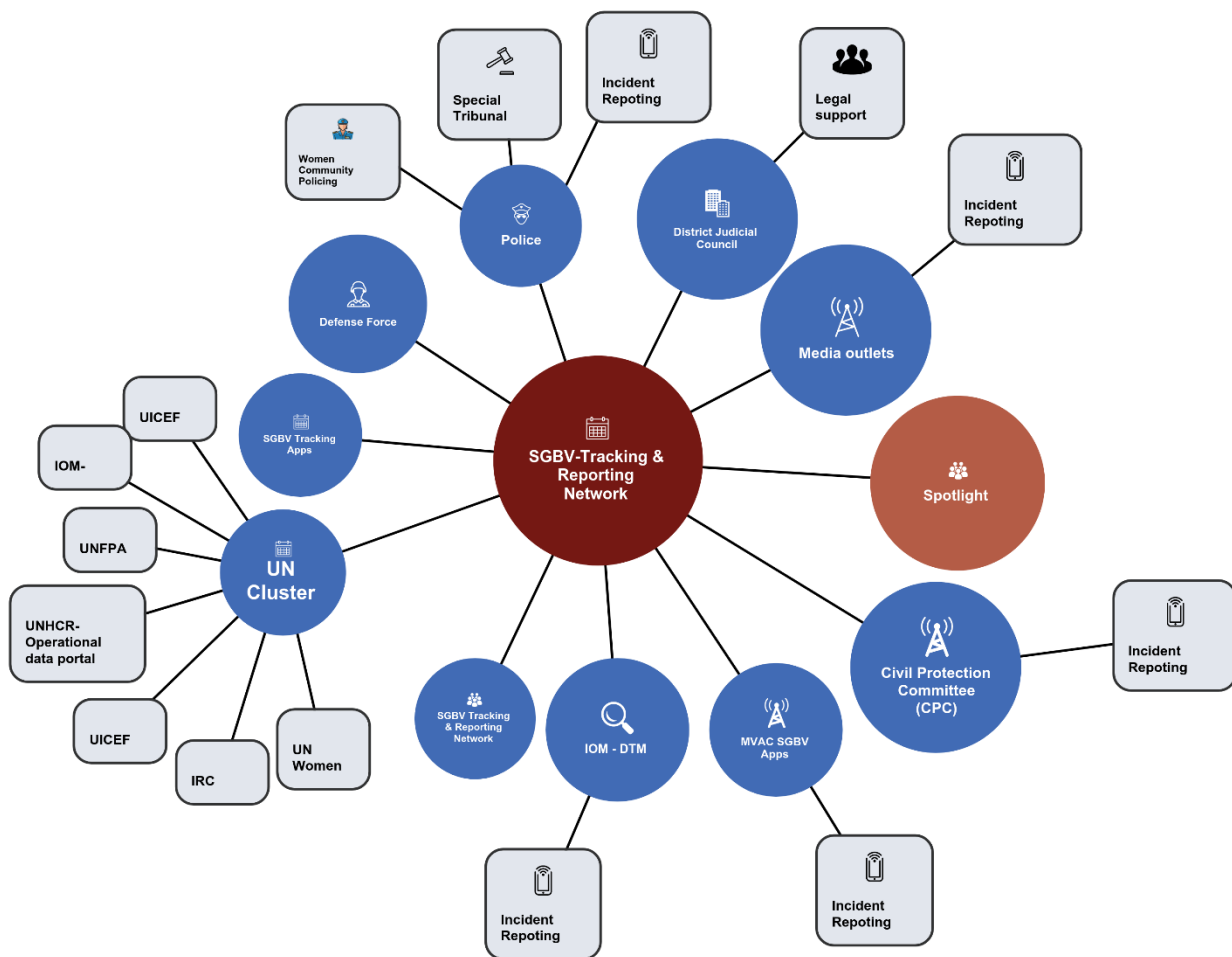 Special
Tribunal
Incident
Repoting
Legal
support
Women
Community
Policing
Incident
Repoting
Police
District Judicial
Council
Defense Force
Media outlets
SGBV Tracking
Apps
SGBV-Tracking &
Reporting
Network
Spotlight
UICEF
IOM-
UNFPA
UN
Cluster
UNHCR-
Operational
data portal
UICEF
IRC
UN
Women
SGBV Tracking
& Reporting
Network
IOM - DTM
MVAC SGBV
Apps
Civil Protection
Committee
(CPC)
Incident
Repoting
Incident
Repoting
Incident
Repoting